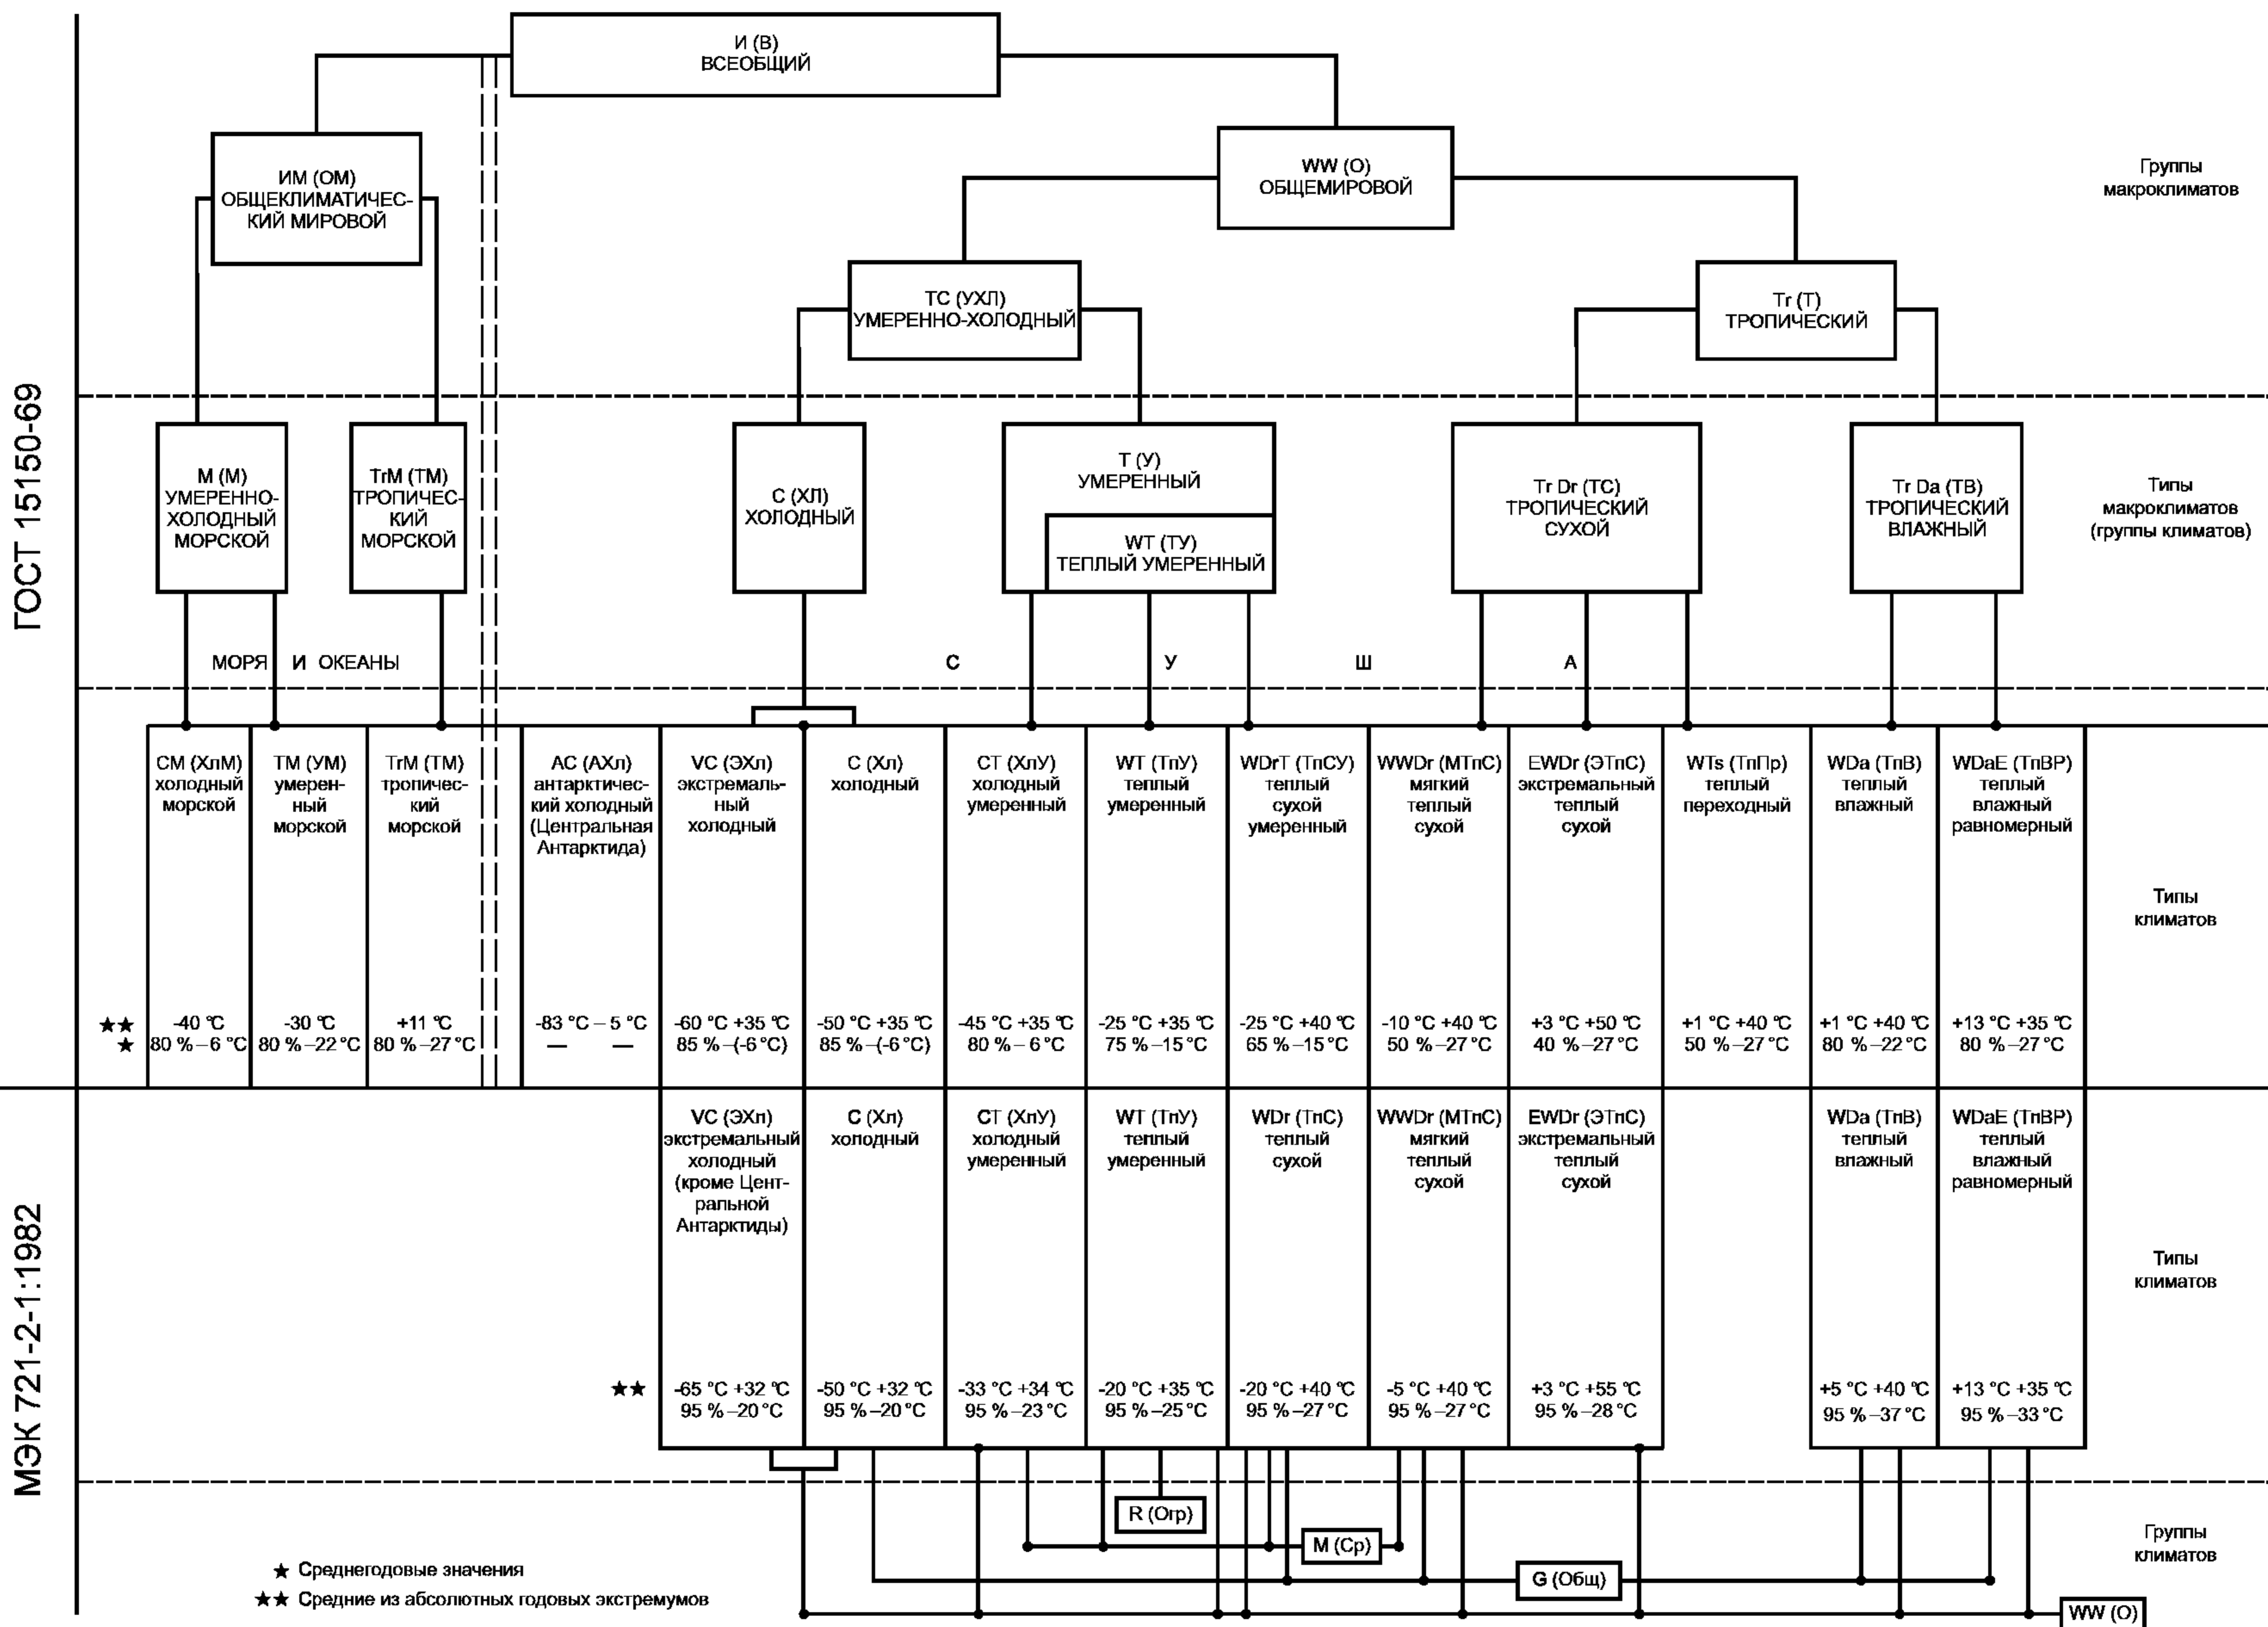 И (В)
ВСЕОБЩИЙ
ИМ (ОМ)
ОБЩЕКЛИМАТИЧЕС-
КИЙ МИРОВОЙ
WW (О)
ОБЩЕМИРОВОЙ
Группы
макроклиматов
ТС (УХЛ)
УМЕРЕННО-ХОЛОДНЫЙ
Tr (Т)
ТРОПИЧЕСКИЙ
ГОСТ 15150-69
М (М)
УМЕРЕННО-
ХОЛОДНЫЙ
МОРСКОЙ
TrM (ТМ)
ТРОПИЧЕС-
КИЙ
МОРСКОЙ
С (ХЛ)
ХОЛОДНЫЙ
Т (У)
УМЕРЕННЫЙ
WT (ТУ)
ТЕПЛЫЙ УМЕРЕННЫЙ
Tr Dr (ТС)
ТРОПИЧЕСКИЙ
СУХОЙ
Tr Da (ТВ)
ТРОПИЧЕСКИЙ
ВЛАЖНЫЙ
Типы
макроклиматов
(группы климатов)
МОРЯ И ОКЕАНЫ
С У Ш А
СМ (ХлМ)
холодный
морской
ТМ (УМ)
умерен-
ный
морской
TrM (ТМ)
тропичес-
кий
морской
АС (АХл)
антарктичес-
кий холодный
(Центральная
Антарктида)
VC (ЭХл)
экстремаль-
ный
холодный
С (Хл)
холодный
СТ (ХлУ)
холодный
умеренный
WT (ТпУ)
теплый
умеренный
WDrT (ТпСУ)
теплый
сухой
умеренный
WWDr (МТпС)
мягкий
теплый
сухой
EWDr (ЭТпС)
экстремальный
теплый
сухой
WTs (ТпПр)
теплый
переходный
WDa (ТпВ)
теплый
влажный
WDaE (ТпВР)
теплый
влажный
равномерный
Типы
климатов
★★
★
-40 °С
80 % – 6 °С
-30 °С
80 % –22 °С
+11 °С
80 % –27 °С
-83 °С – 5 °С
— —
-60 °С +35 °С
85 % –(-6 °С)
-50 °С +35 °С
85 % –(-6 °С)
-45 °С +35 °С
80 % – 6 °С
-25 °С +35 °С
75 % –15 °С
-25 °С +40 °С
65 % –15 °С
-10 °С +40 °С
50 % –27 °С
+3 °С +50 °С
40 % –27 °С
+1 °С +40 °С
50 % –27 °С
+1 °С +40 °С
80 % –22 °С
+13 °С +35 °С
80 % –27 °С
МЭК 721-2-1:1982
VC (ЭХл)
экстремальный
холодный
(кроме Цент-
ральной
Антарктиды)
С (Хл)
холодный
СТ (ХлУ)
холодный
умеренный
WT (ТпУ)
теплый
умеренный
WDr (ТпС)
теплый
сухой
WWDr (МТпС)
мягкий
теплый
сухой
EWDr (ЭТпС)
экстремальный
теплый
сухой
WDa (ТпВ)
теплый
влажный
WDaE (ТпВР)
теплый
влажный
равномерный
Типы
климатов
★★
-65 °С +32 °С
95 % –20 °С
-50 °С +32 °С
95 % –20 °С
-33 °С +34 °С
95 % –23 °С
-20 °С +35 °С
95 % –25 °С
-20 °С +40 °С
95 % –27 °С
-5 °С +40 °С
95 % –27 °С
+3 °С +55 °С
95 % –28 °С
+5 °С +40 °С
95 % –37 °С
+13 °С +35 °С
95 % –33 °С
R (Огр)
М (Ср)
G (Общ)
WW (О)
Группы
климатов
★ Среднегодовые значения
★★ Средние из абсолютных годовых экстремумов